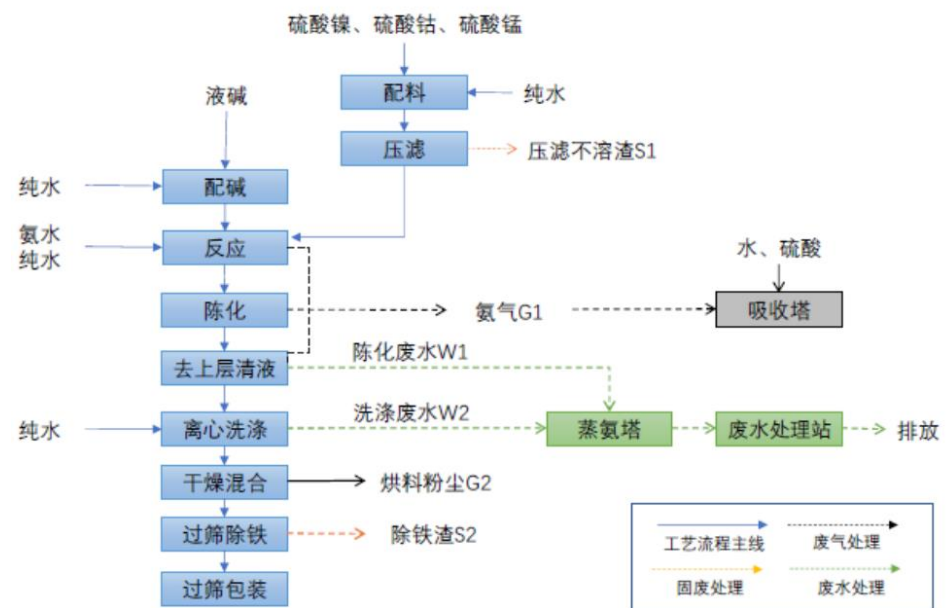 硫酸镍、硫酸钴、硫酸锰
配料
纯水
液碱
压滤
压滤不溶渣S1
纯水
配碱
氨水
纯水
反应
水、硫酸
陈化
氨气G1
吸收塔
去上层清液
陈化废水W1
纯水
离心洗涤
洗涤废水W2
蒸氨塔
废水处理站
排放
干燥混合
烘料粉尘G2
过筛除铁
除铁渣S2
过筛包装
工艺流程主线
废气处理
固废处理
废水处理